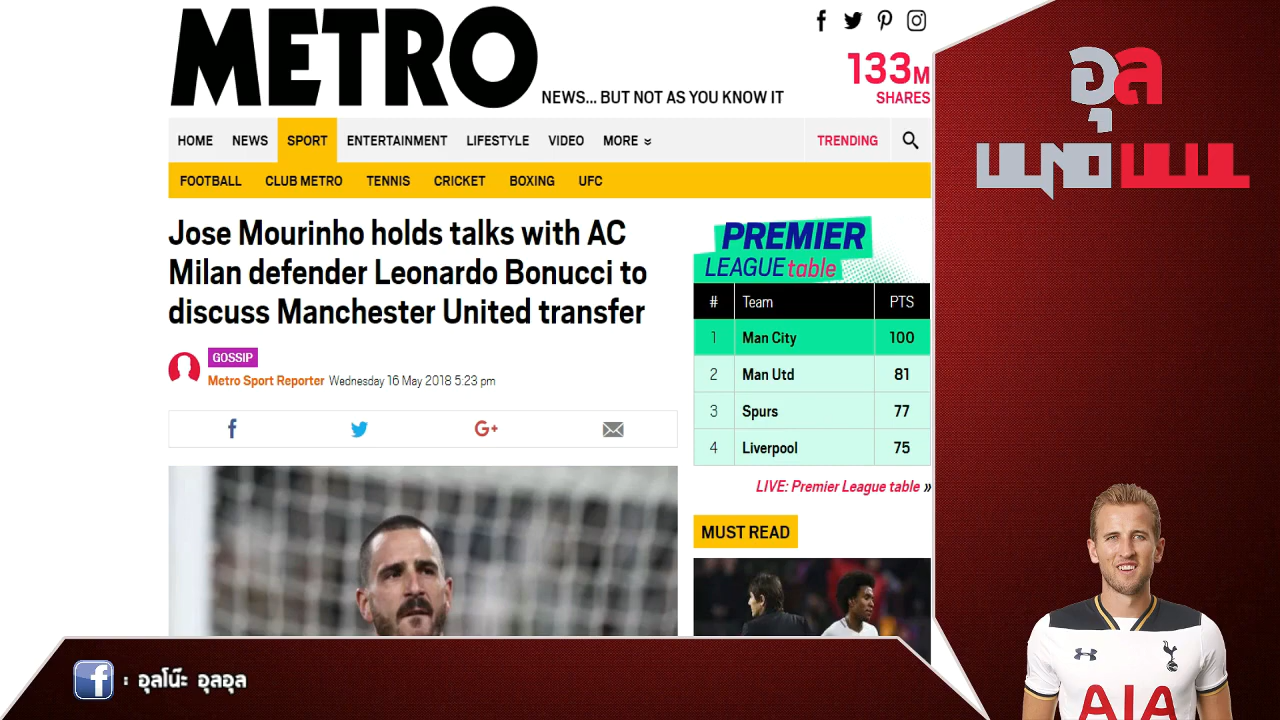 METRO
NEWS... BUT NOT AS YOU KNOW IT
133M
SHARES
HOME NEWS SPORT ENTERTAINMENT LIFESTYLE VIDEO MORE
TRENDING
FOOTBALL CLUB METRO TENNIS CRICKET BOXING UFC
Jose Mourinho holds talks with AC
Milan defender Leonardo Bonucci to
discuss Manchester United transfer
GOSSIP
Metro Sport Reporter Wednesday 16 May 2018 5:23 pm
G+
PREMIER
LEAGUE table
# Team PTS
1 Man City 100
2 Man Utd 81
3 Spurs 77
4 Liverpool 75
LIVE: Premier League table »
MUST READ
อุล
: อุลโน๊ะ อุลอุล
AIA